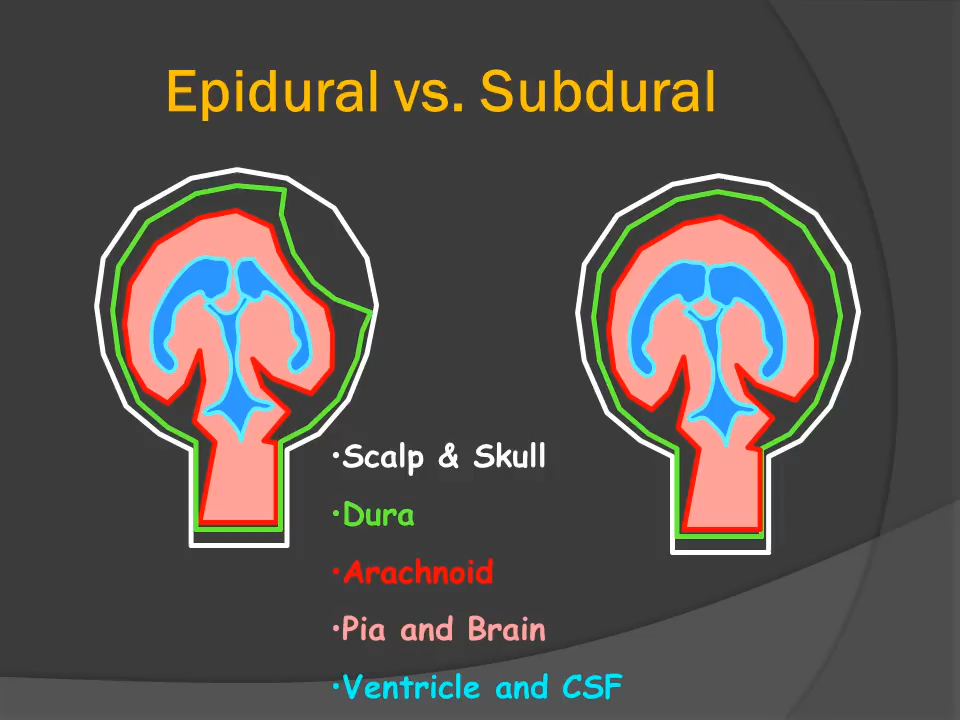 Epidural vs. Subdural
•Scalp & Skull
•Dura
•Arachnoid
•Pia and Brain
•Ventricle and CSF